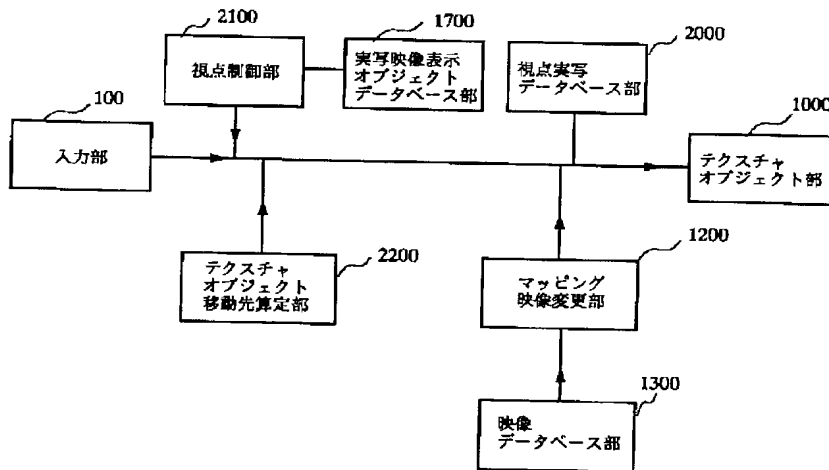 2100
視点制御部
1700
実写映像表示
オブジェクト
データベース部
2000
視点実写
データベース部
100
入力部
1000
テクスチャ
オブジェクト部
2200
テクスチャ
オブジェクト
移動先算定部
1200
マッピング
映像変更部
1300
映像
データベース部